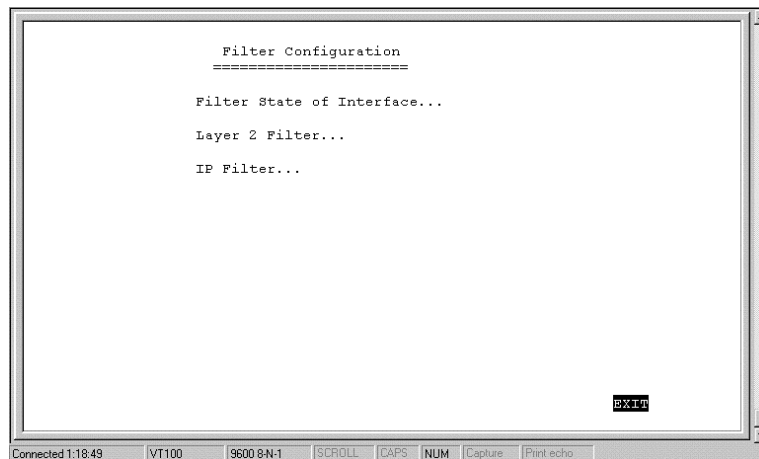 Filter Configuration
======================
Filter State of Interface...
Layer 2 Filter...
IP Filter...
EXIT
Connected 1:18:49 VT100 9600 8-N-1 SCROLL CAPS NUM Capture Print echo